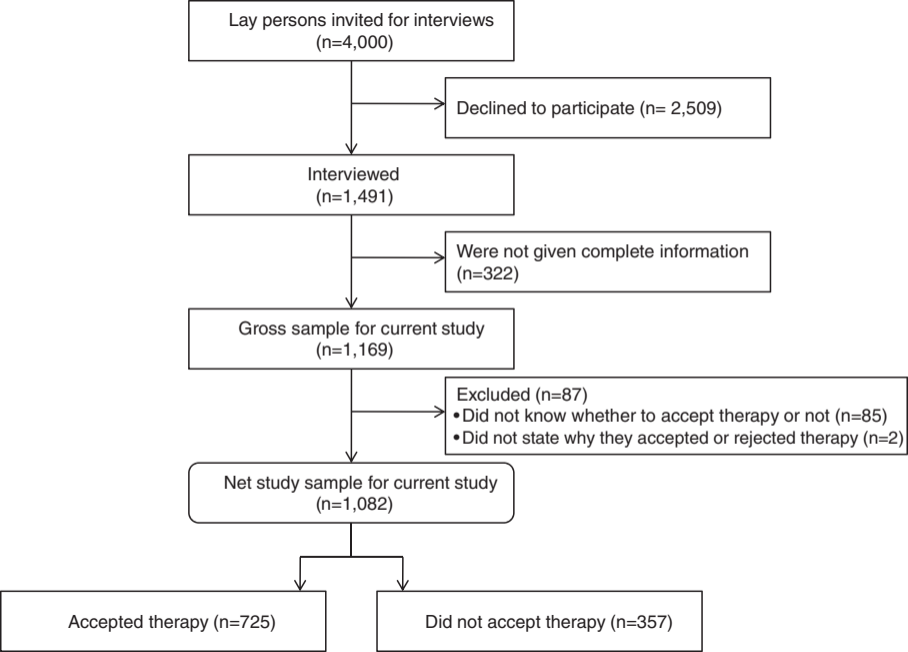 Lay persons invited for interviews
(n=4,000)
Declined to participate (n= 2,509)
Interviewed
(n=1,491)
Were not given complete information
(n=322)
Gross sample for current study
(n=1,169)
Excluded (n=87)
•Did not know whether to accept therapy or not (n=85)
•Did not state why they accepted or rejected therapy (n=2)
Net study sample for current study
(n=1,082)
Accepted therapy (n=725)
Did not accept therapy (n=357)